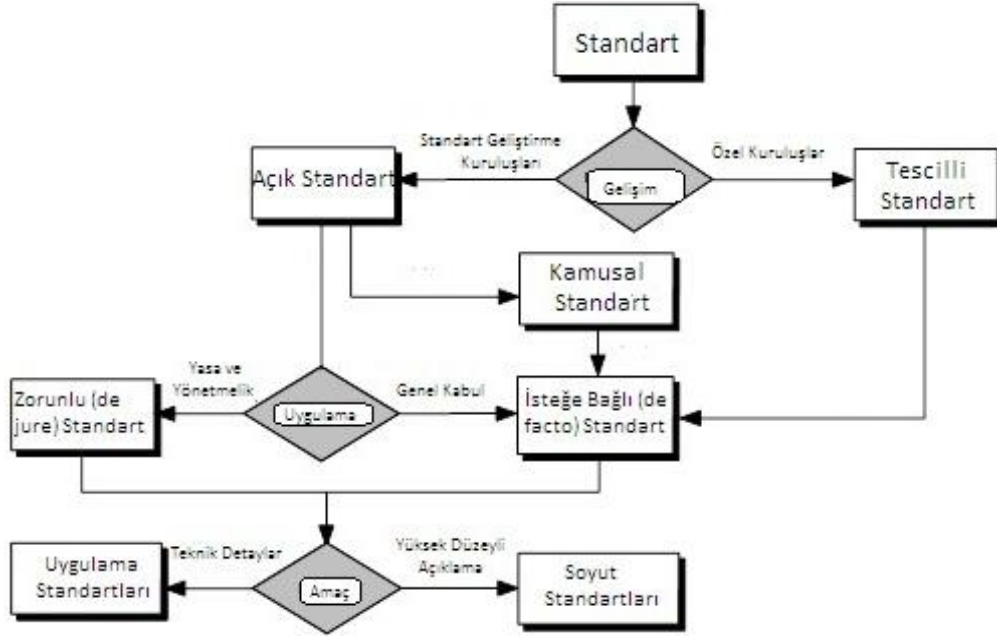 Standart
Standart Geliştirme
Kuruluşları
Özel Kuruluşlar
Açık Standart
Gelişim
Tescilli
Standart
Kamusal
Standart
Yasa ve
Yönetmelik
Genel Kabul
Zorunlu (de
jure) Standart
Uygulama
İsteğe Bağlı (de
facto) Standart
Teknik Detaylar
Yüksek Düzeyli
Açıklama
Uygulama
Standartları
Amaç
Soyut
Standartları